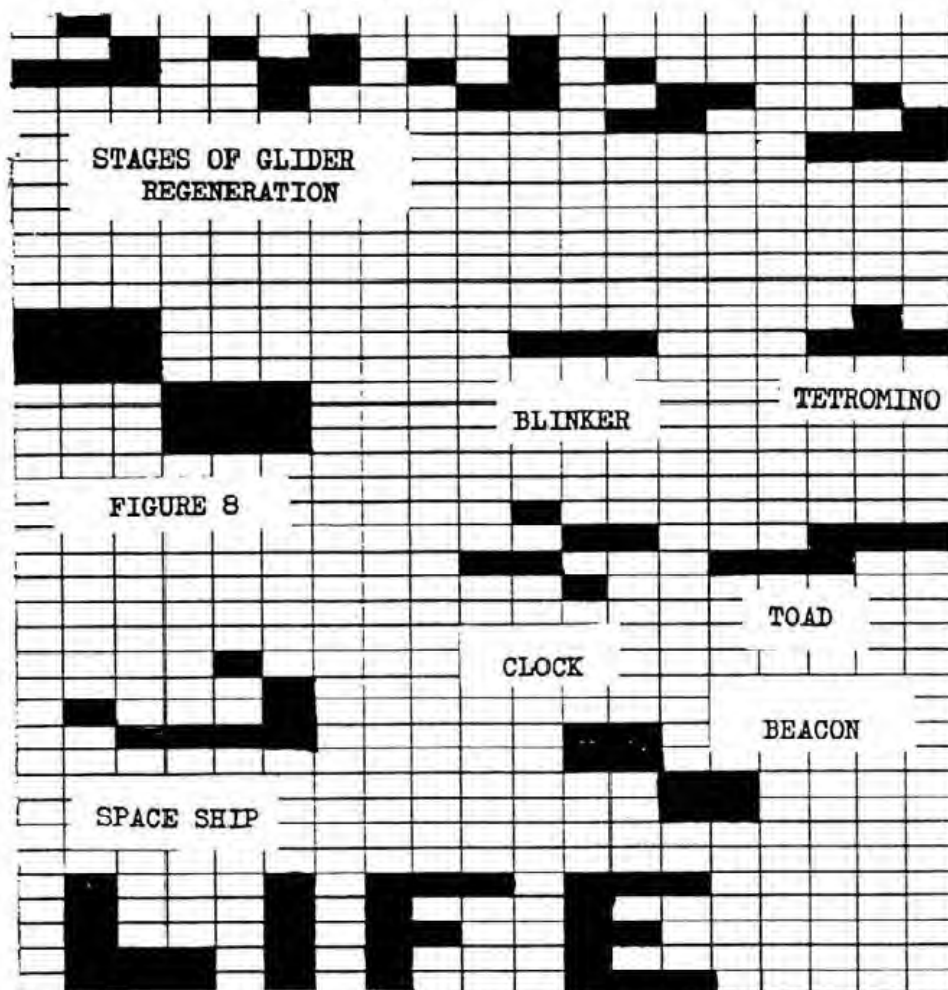 STAGES OF GLIDER
REGENERATION
BLINKER
TETROMINO
FIGURE 8
TOAD
CLOCK
BEACON
SPACE SHIP
LIFE